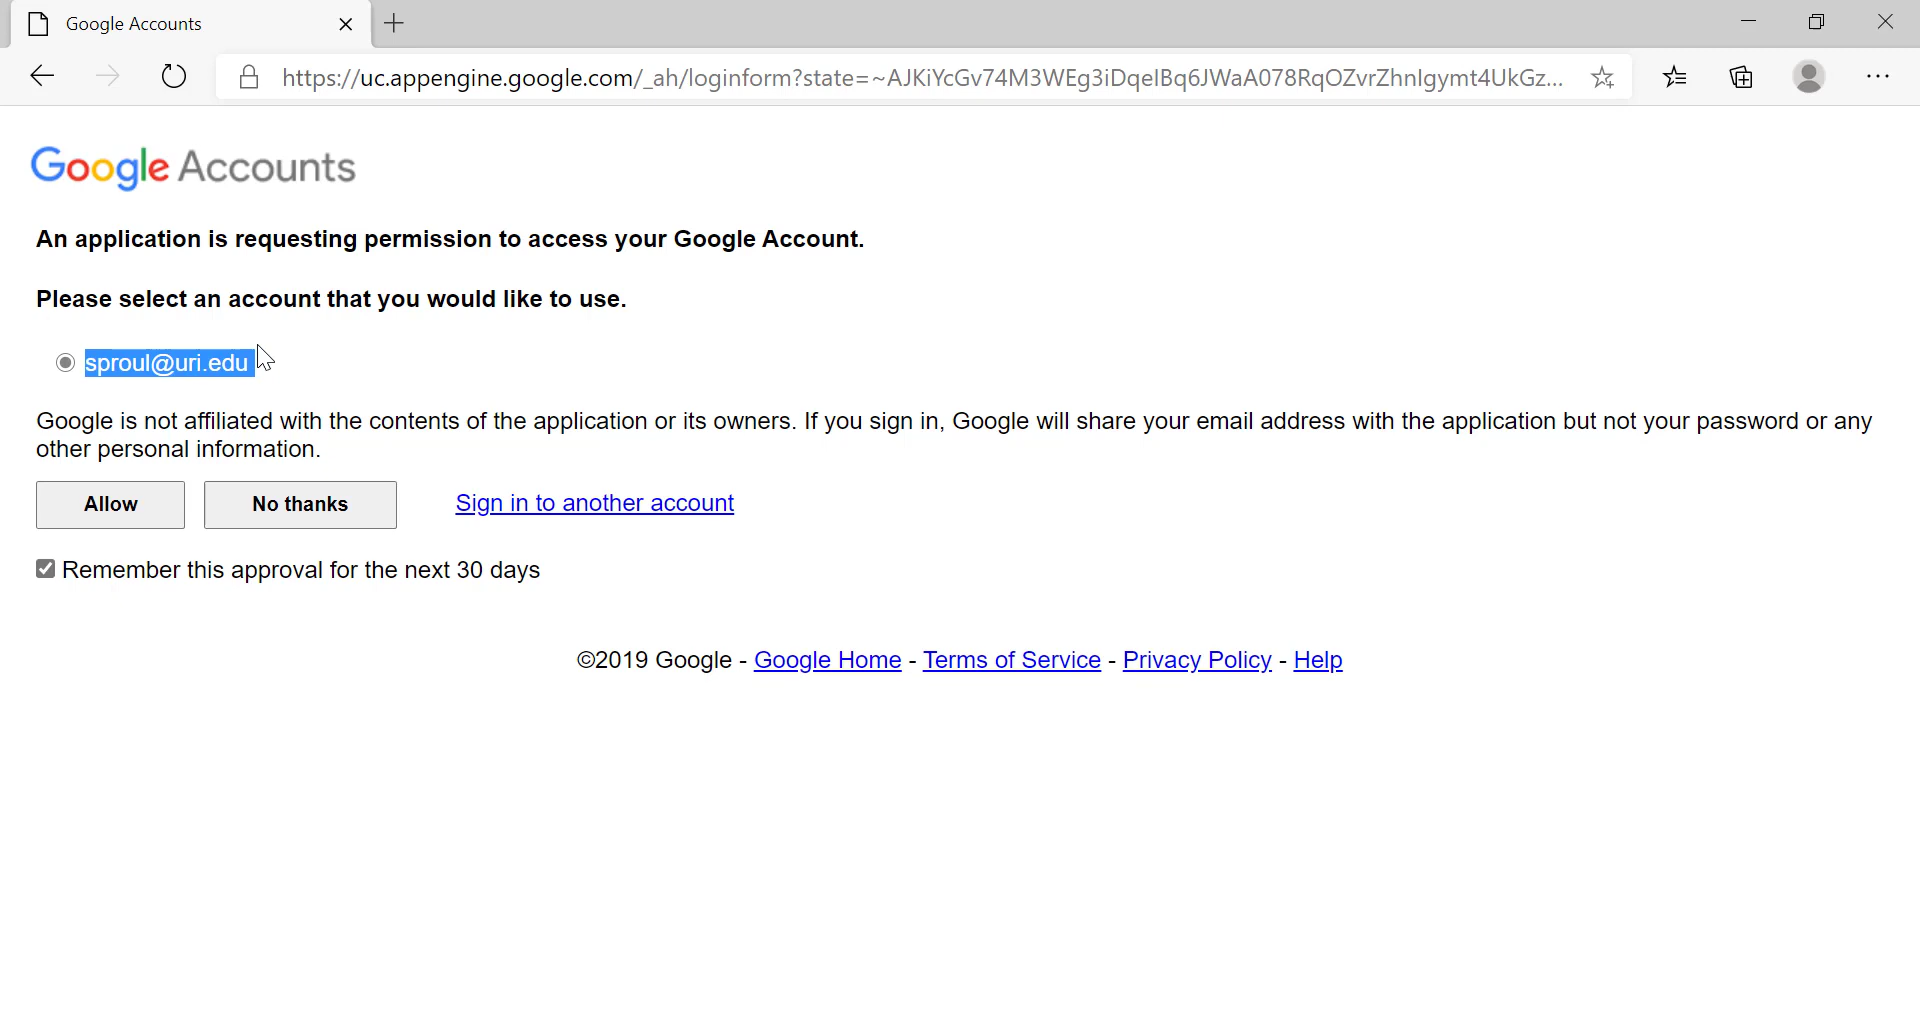 Google Accounts
https://uc.appengine.google.com/_ah/loginform?state=~AJKiYcGv74M3WEg3iDqelBq6JWaA078RqOZvrZhnlgymt4UkGz...
Google Accounts
An application is requesting permission to access your Google Account.
Please select an account that you would like to use.
sproul@uri.edu
Google is not affiliated with the contents of the application or its owners. If you sign in, Google will share your email address with the application but not your password or any
other personal information.
Allow No thanks Sign in to another account
Remember this approval for the next 30 days
©2019 Google - Google Home - Terms of Service - Privacy Policy - Help